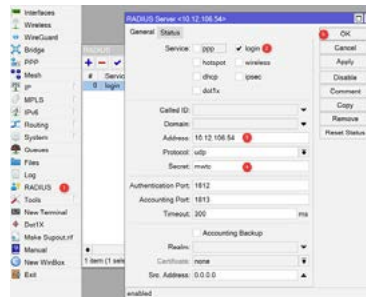 Interfaces
Wireless
WireGuard
Bridge
PPP
Mesh
IP
MPLS
IPv6
Routing
System
Queues
Files
Log
RADIUS
Tools
New Terminal
Dot1X
Make Supout.rif
Manual
New WinBox
Exit
RADIUS
# Servic
0 login
1 item (1 sele
RADIUS Server <10.12.106.54>
General Status
Service: ppp login
hotspot wireless
dhcp ipsec
dot1x
Called ID:
Domain:
Address: 10.12.106.54
Protocol: udp
Secret: mwtc
Authentication Port: 1812
Accounting Port: 1813
Timeout: 300 ms
Accounting Backup
Realm:
Certificate: none
Src. Address: 0.0.0.0
enabled
OK
Cancel
Apply
Disable
Comment
Copy
Remove
Reset Status